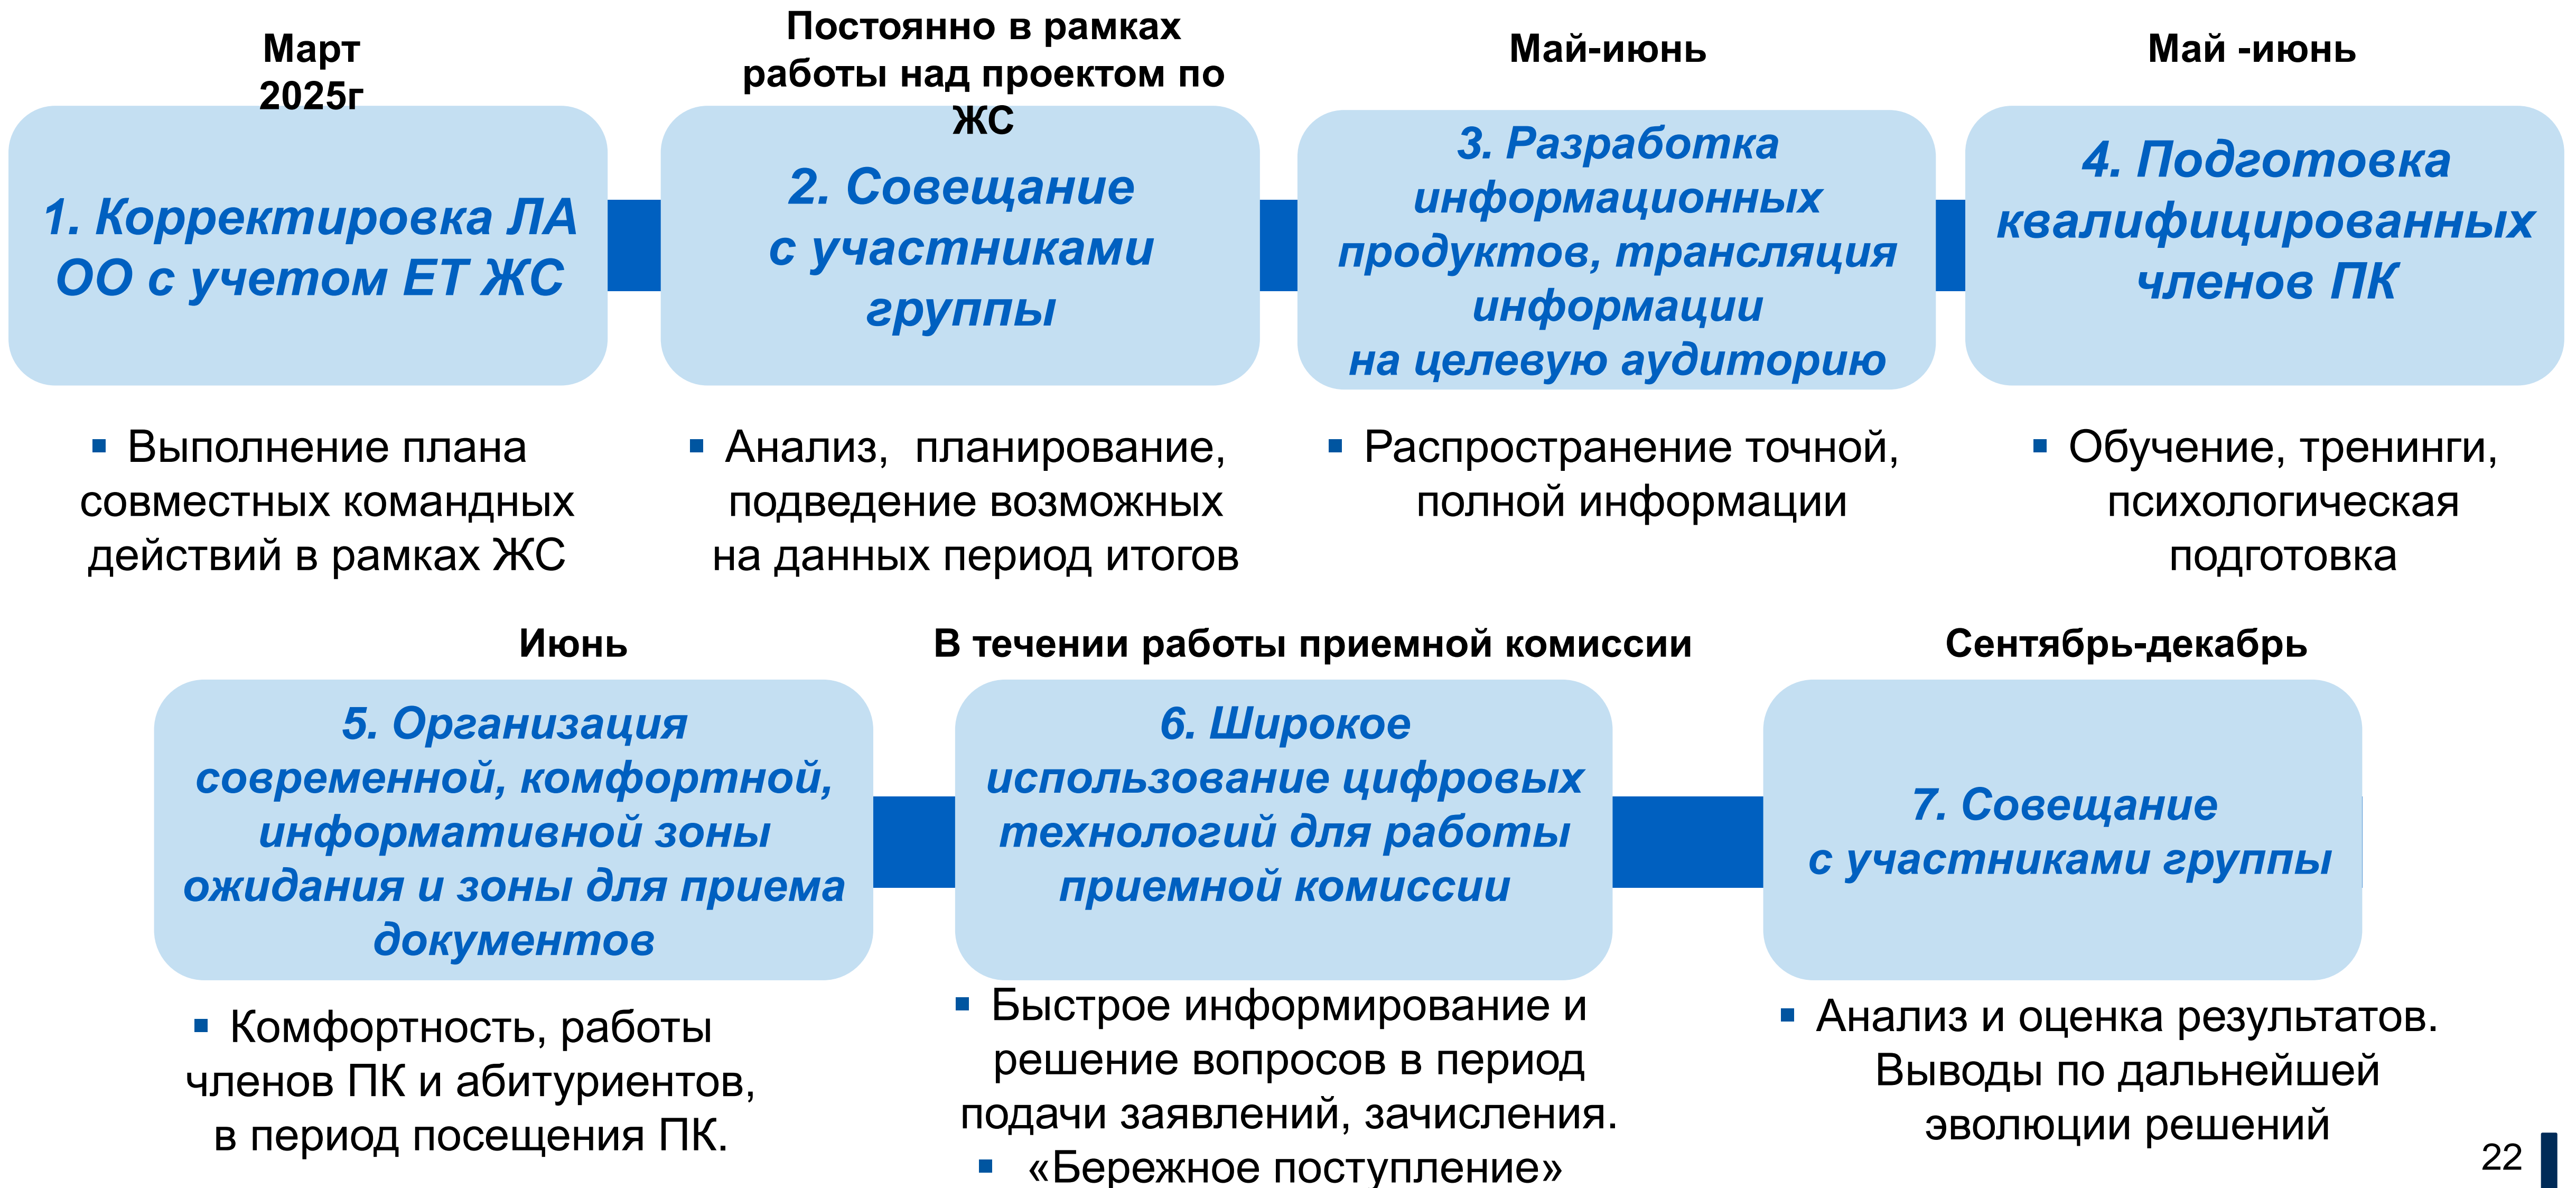 Март
2025г
1. Корректировка ЛА
ОО с учетом ЕТ ЖС
▪ Выполнение плана
совместных командных
действий в рамках ЖС
Постоянно в рамках
работы над проектом по
ЖС
2. Совещание
с участниками
группы
▪ Анализ, планирование,
подведение возможных
на данных период итогов
Май-июнь
3. Разработка
информационных
продуктов, трансляция
информации
на целевую аудиторию
▪ Распространение точной,
полной информации
Май -июнь
4. Подготовка
квалифицированных
членов ПК
▪ Обучение, тренинги,
психологическая
подготовка
Июнь
5. Организация
современной, комфортной,
информативной зоны
ожидания и зоны для приема
документов
▪ Комфортность, работы
членов ПК и абитуриентов,
в период посещения ПК.
В течении работы приемной комиссии
6. Широкое
использование цифровых
технологий для работы
приемной комиссии
▪ Быстрое информирование и
решение вопросов в период
подачи заявлений, зачисления.
▪ «Бережное поступление»
Сентябрь-декабрь
7. Совещание
с участниками группы
▪ Анализ и оценка результатов.
Выводы по дальнейшей
эволюции решений
22